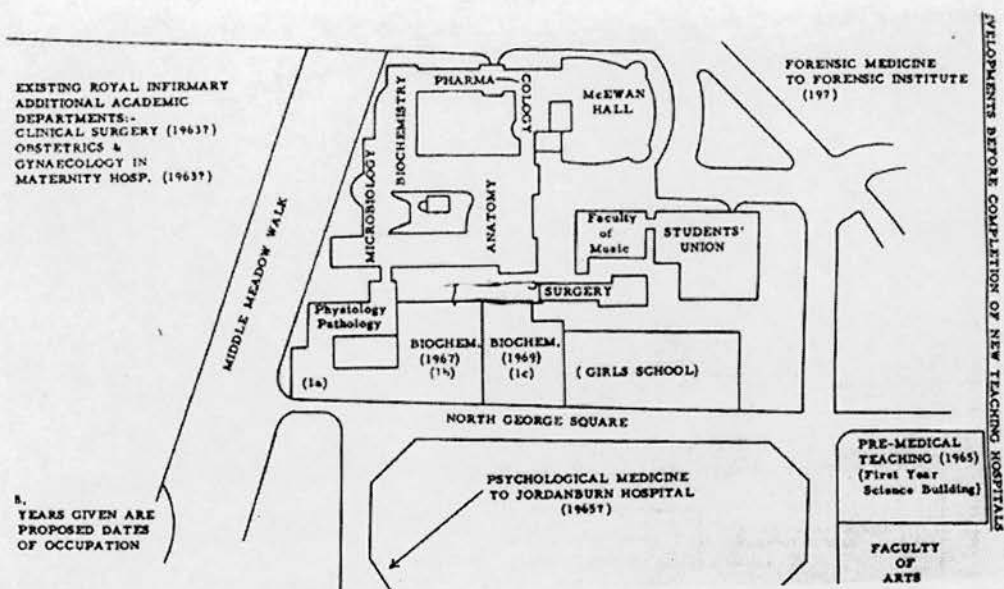 EXISTING ROYAL INFIRMARY
ADDITIONAL ACADEMIC
DEPARTMENTS:-
CLINICAL SURGERY (1963?)
OBSTETRICS &
GYNAECOLOGY IN
MATERNITY HOSP. (1963?)
MIDDLE MEADOW WALK
PHARMA
COLOGY
BIOCHEMISTRY
MICROBIOLOGY
ANATOMY
McEWAN
HALL
FORENSIC MEDICINE
TO FORENSIC INSTITUTE
(197)
Faculty
of
Music
STUDENTS'
UNION
SURGERY
Physiology
Pathology
(1a)
BIOCHEM.
(1967)
(1b)
BIOCHEM.
(1969)
(1c)
( GIRLS SCHOOL)
NORTH GEORGE SQUARE
PSYCHOLOGICAL MEDICINE
TO JORDANBURN HOSPITAL
(1965?)
PRE-MEDICAL
TEACHING (1965)
(First Year
Science Building)
FACULTY
OF
ARTS
B.
YEARS GIVEN ARE
PROPOSED DATES
OF OCCUPATION
EVELOPMENTS BEFORE COMPLETION OF NEW TEACHING HOSPITALS